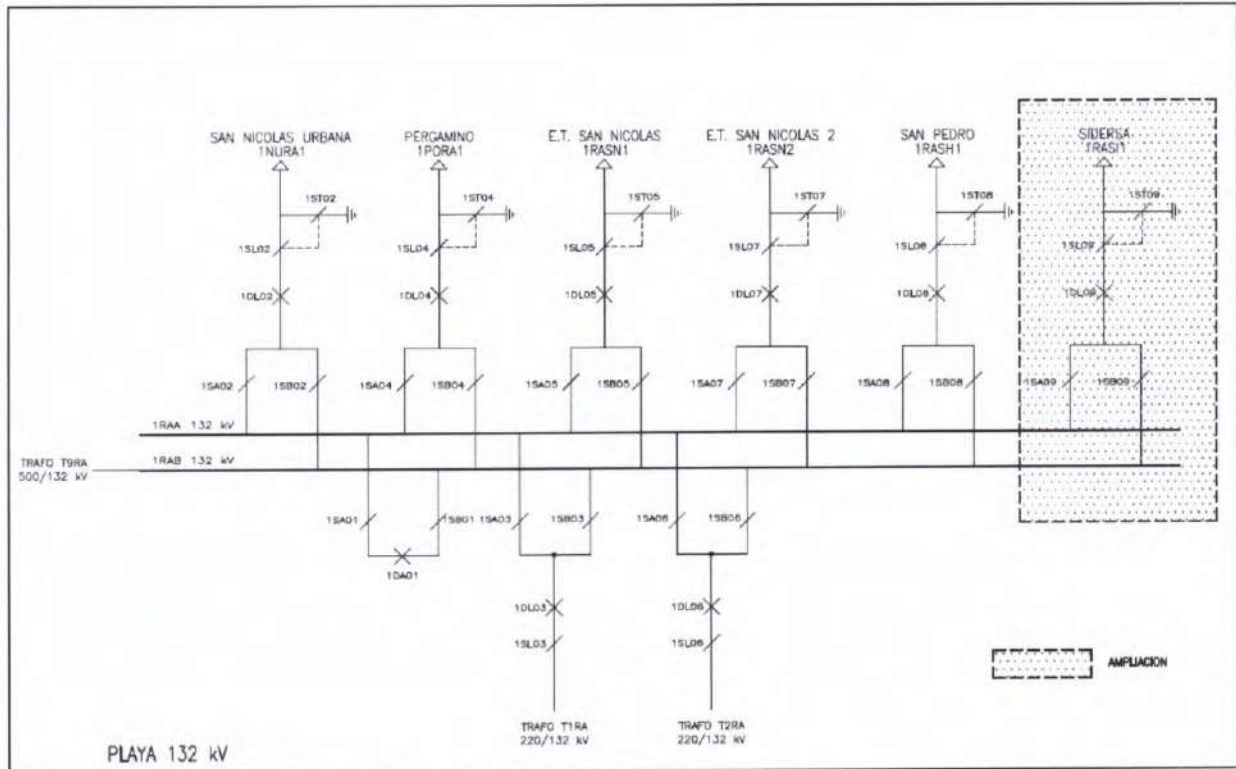 SAN NICOLAS URBANA
1NURA1
PERGAMINO
1PDRA1
E.T. SAN NICOLAS
1RASN1
E.T. SAN NICOLAS 2
1RASN2
SAN PEDRO
1RASH1
SIDERSA
1RASI1
1ST02
1ST04
1ST05
1ST07
1ST08
1ST09
1SL02
1SL04
1SL05
1SL07
1SL08
1SL09
1DL02
1DL04
1DL05
1DL07
1DL08
1DL09
1SA02
1SB02
1SA04
1SB04
1SA05
1SB05
1SA07
1SB07
1SA08
1SB08
1SA09
1SB09
1RAA 132 kV
1RAB 132 kV
TRAFO T9RA
500/132 kV
1SA01
1SB01
1SA03
1SB03
1SA06
1SB06
1DA01
1DL03
1DL06
1SL03
1SL06
AMPLIACION
TRAFO T1RA
220/132 kV
TRAFO T2RA
220/132 kV
PLAYA 132 kV